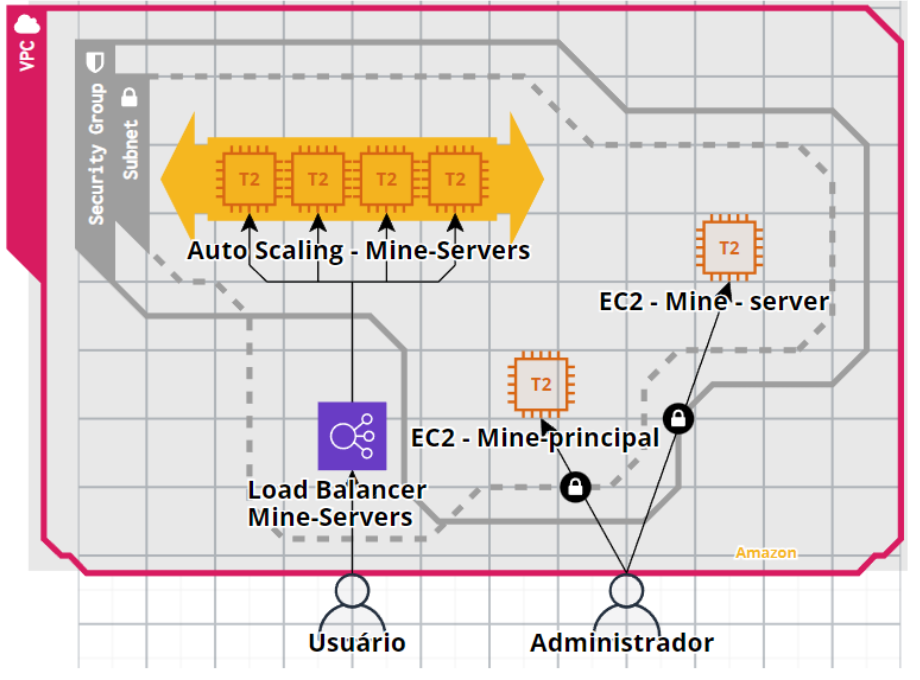 VPC
Security Group
Subnet
T2
T2
T2
T2
Auto Scaling - Mine-Servers
T2
EC2 - Mine - server
T2
EC2 - Mine-principal
Load Balancer
Mine-Servers
Amazon
Usuário
Administrador